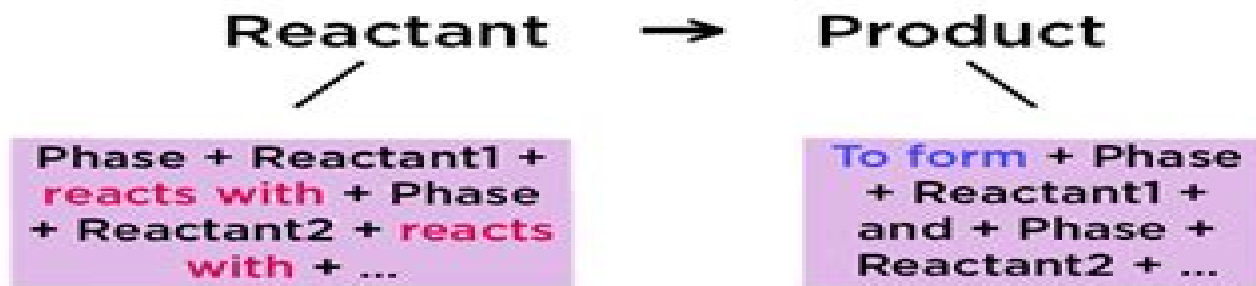 Reactant → Product
Phase + Reactant1 +
reacts with + Phase
+ Reactant2 + reacts
with + ...
To form + Phase
+ Reactant1 +
and + Phase +
Reactant2 + ...